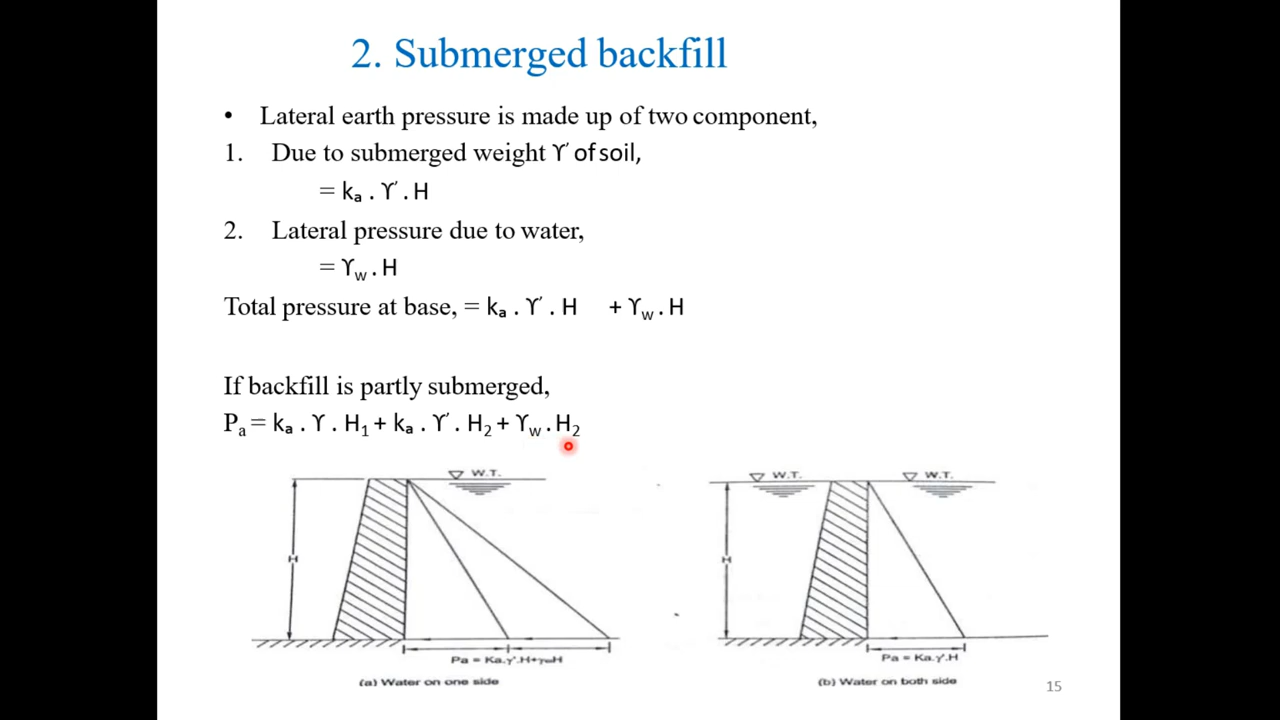 2. Submerged backfill
• Lateral earth pressure is made up of two component,
1. Due to submerged weight ϒ′ of soil,
= kₐ . ϒ′ . H
2. Lateral pressure due to water,
= ϒw . H
Total pressure at base, = kₐ . ϒ′ . H + ϒw . H
If backfill is partly submerged,
Pₐ = kₐ . ϒ . H₁ + kₐ . ϒ′ . H₂ + ϒw . H₂
W.T. W.T. W.T.
H H
Pa = Ka.γ'.H+γωH Pa = Ka.γ'.H
(a) Water on one side (b) Water on both side
15